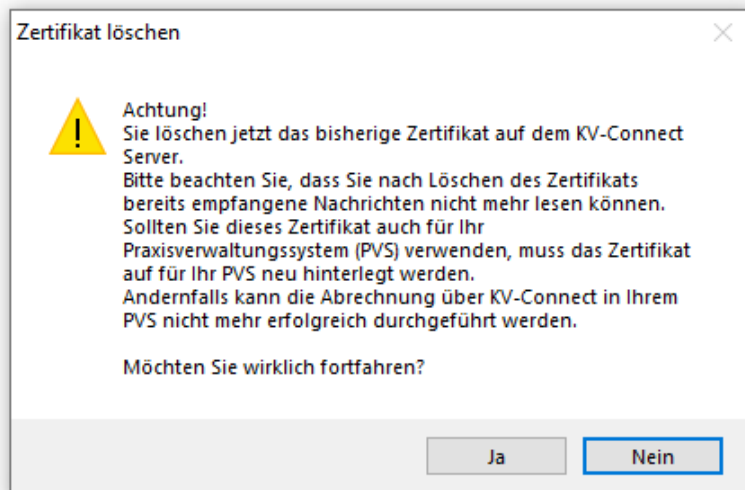 Zertifikat löschen
Achtung!
Sie löschen jetzt das bisherige Zertifikat auf dem KV-Connect
Server.
Bitte beachten Sie, dass Sie nach Löschen des Zertifikats
bereits empfangene Nachrichten nicht mehr lesen können.
Sollten Sie dieses Zertifikat auch für Ihr
Praxisverwaltungssystem (PVS) verwenden, muss das Zertifikat
auf für Ihr PVS neu hinterlegt werden.
Andernfalls kann die Abrechnung über KV-Connect in Ihrem
PVS nicht mehr erfolgreich durchgeführt werden.
Möchten Sie wirklich fortfahren?
Ja
Nein